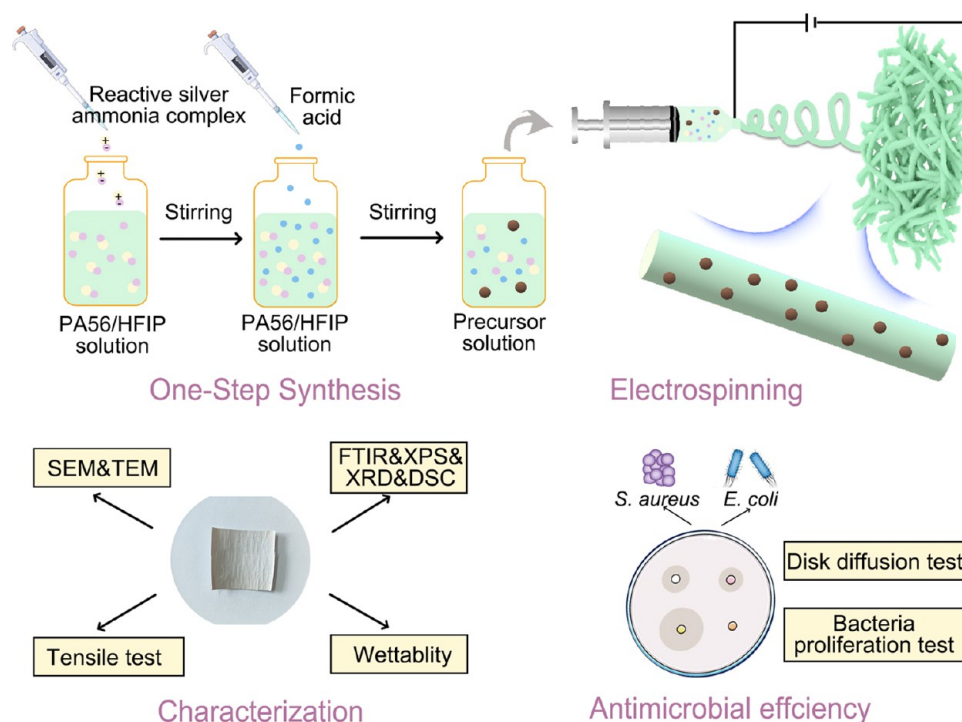 Reactive silver
ammonia complex
Formic
acid
Stirring
Stirring
PA56/HFIP
solution
PA56/HFIP
solution
Precursor
solution
One-Step Synthesis
Electrospinning
SEM&TEM
FTIR&XPS&
XRD&DSC
Tensile test
Wettablity
Characterization
S. aureus
E. coli
Disk diffusion test
Bacteria
proliferation test
Antimicrobial effciency